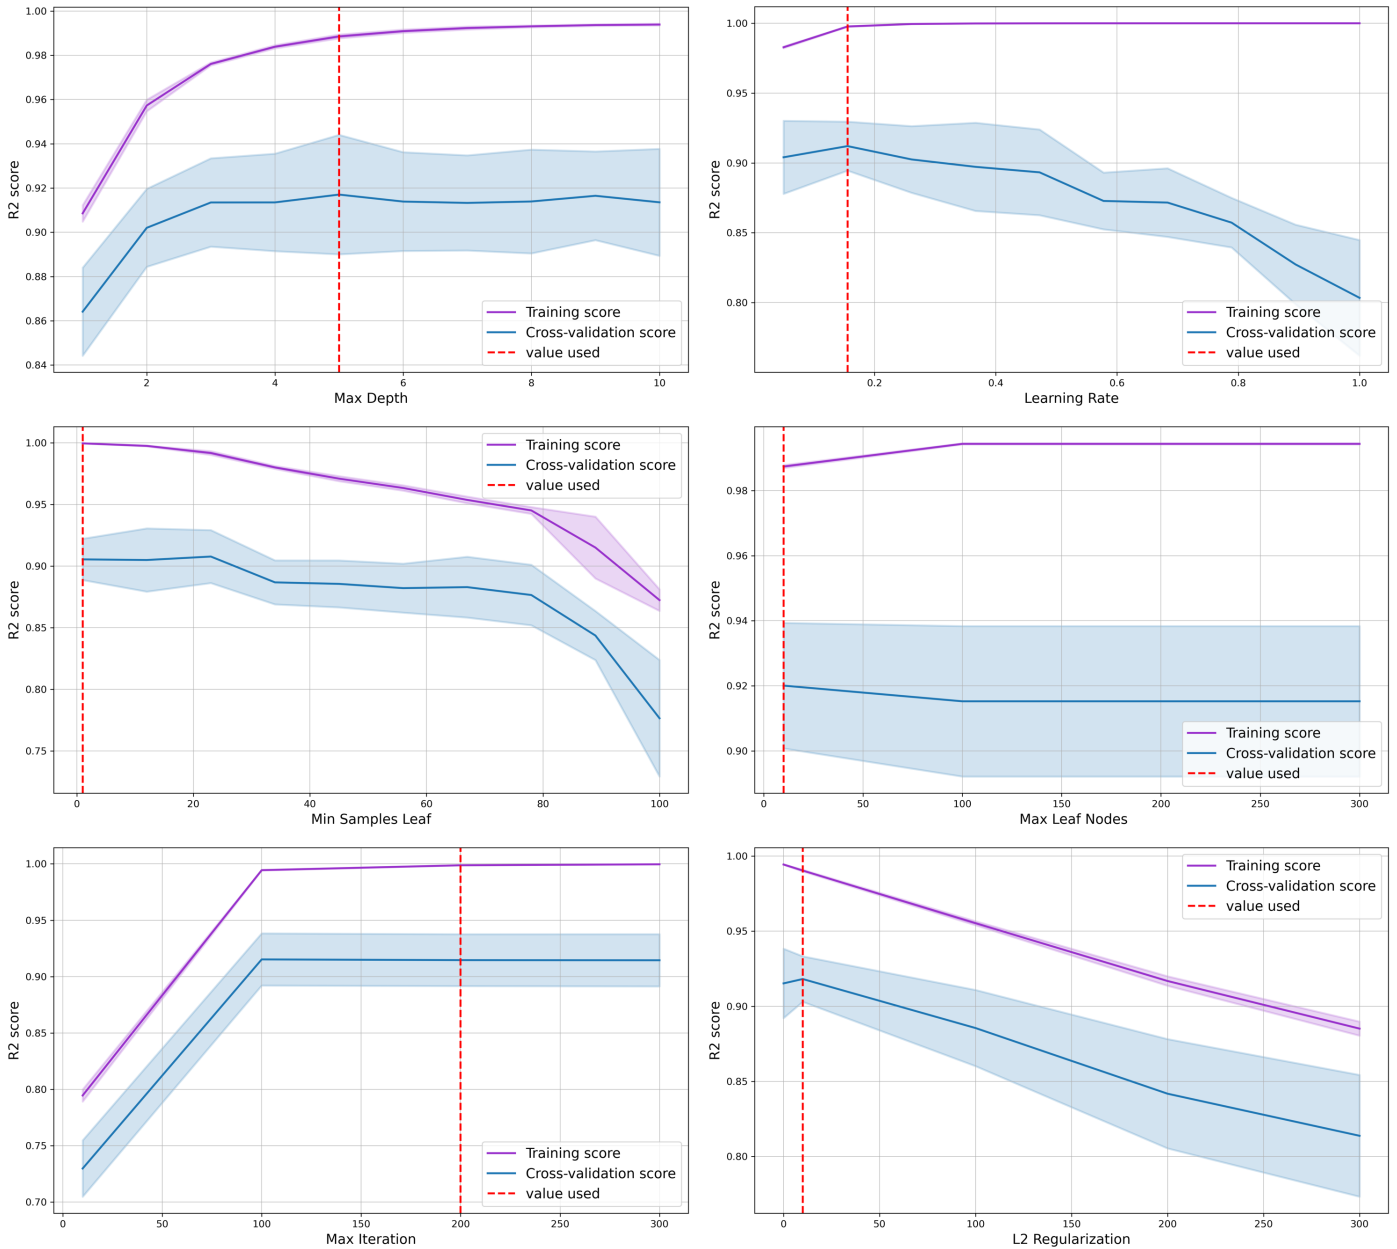 1.00
0.98
0.96
0.94
0.92
0.90
0.88
0.86
0.84
R2 score
Training score
Cross-validation score
value used
2 4 6 8 10
Max Depth
1.00
0.95
0.90
0.85
0.80
R2 score
Training score
Cross-validation score
value used
0.2 0.4 0.6 0.8 1.0
Learning Rate
1.00
0.95
0.90
0.85
0.80
0.75
R2 score
Training score
Cross-validation score
value used
0 20 40 60 80 100
Min Samples Leaf
0.98
0.96
0.94
0.92
0.90
R2 score
Training score
Cross-validation score
value used
0 50 100 150 200 250 300
Max Leaf Nodes
1.00
0.95
0.90
0.85
0.80
0.75
0.70
R2 score
Training score
Cross-validation score
value used
0 50 100 150 200 250 300
Max Iteration
1.00
0.95
0.90
0.85
0.80
R2 score
Training score
Cross-validation score
value used
0 50 100 150 200 250 300
L2 Regularization